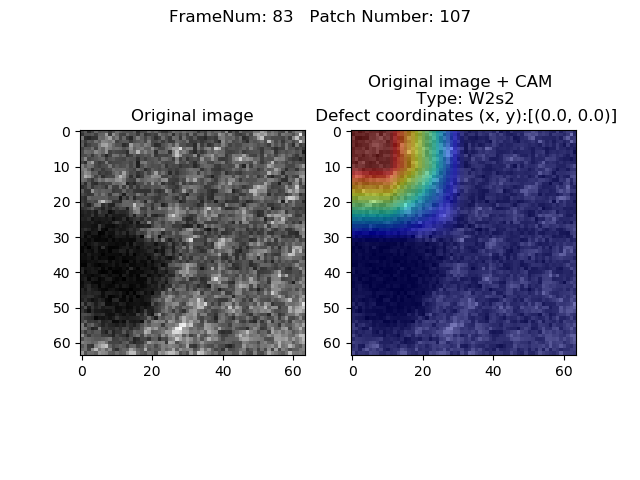 FrameNum: 83   Patch Number: 107
Original image
0
10
20
30
40
50
60
0 20 40 60
Original image + CAM
Type: W2s2
Defect coordinates (x, y):[(0.0, 0.0)]
0
10
20
30
40
50
60
0 20 40 60